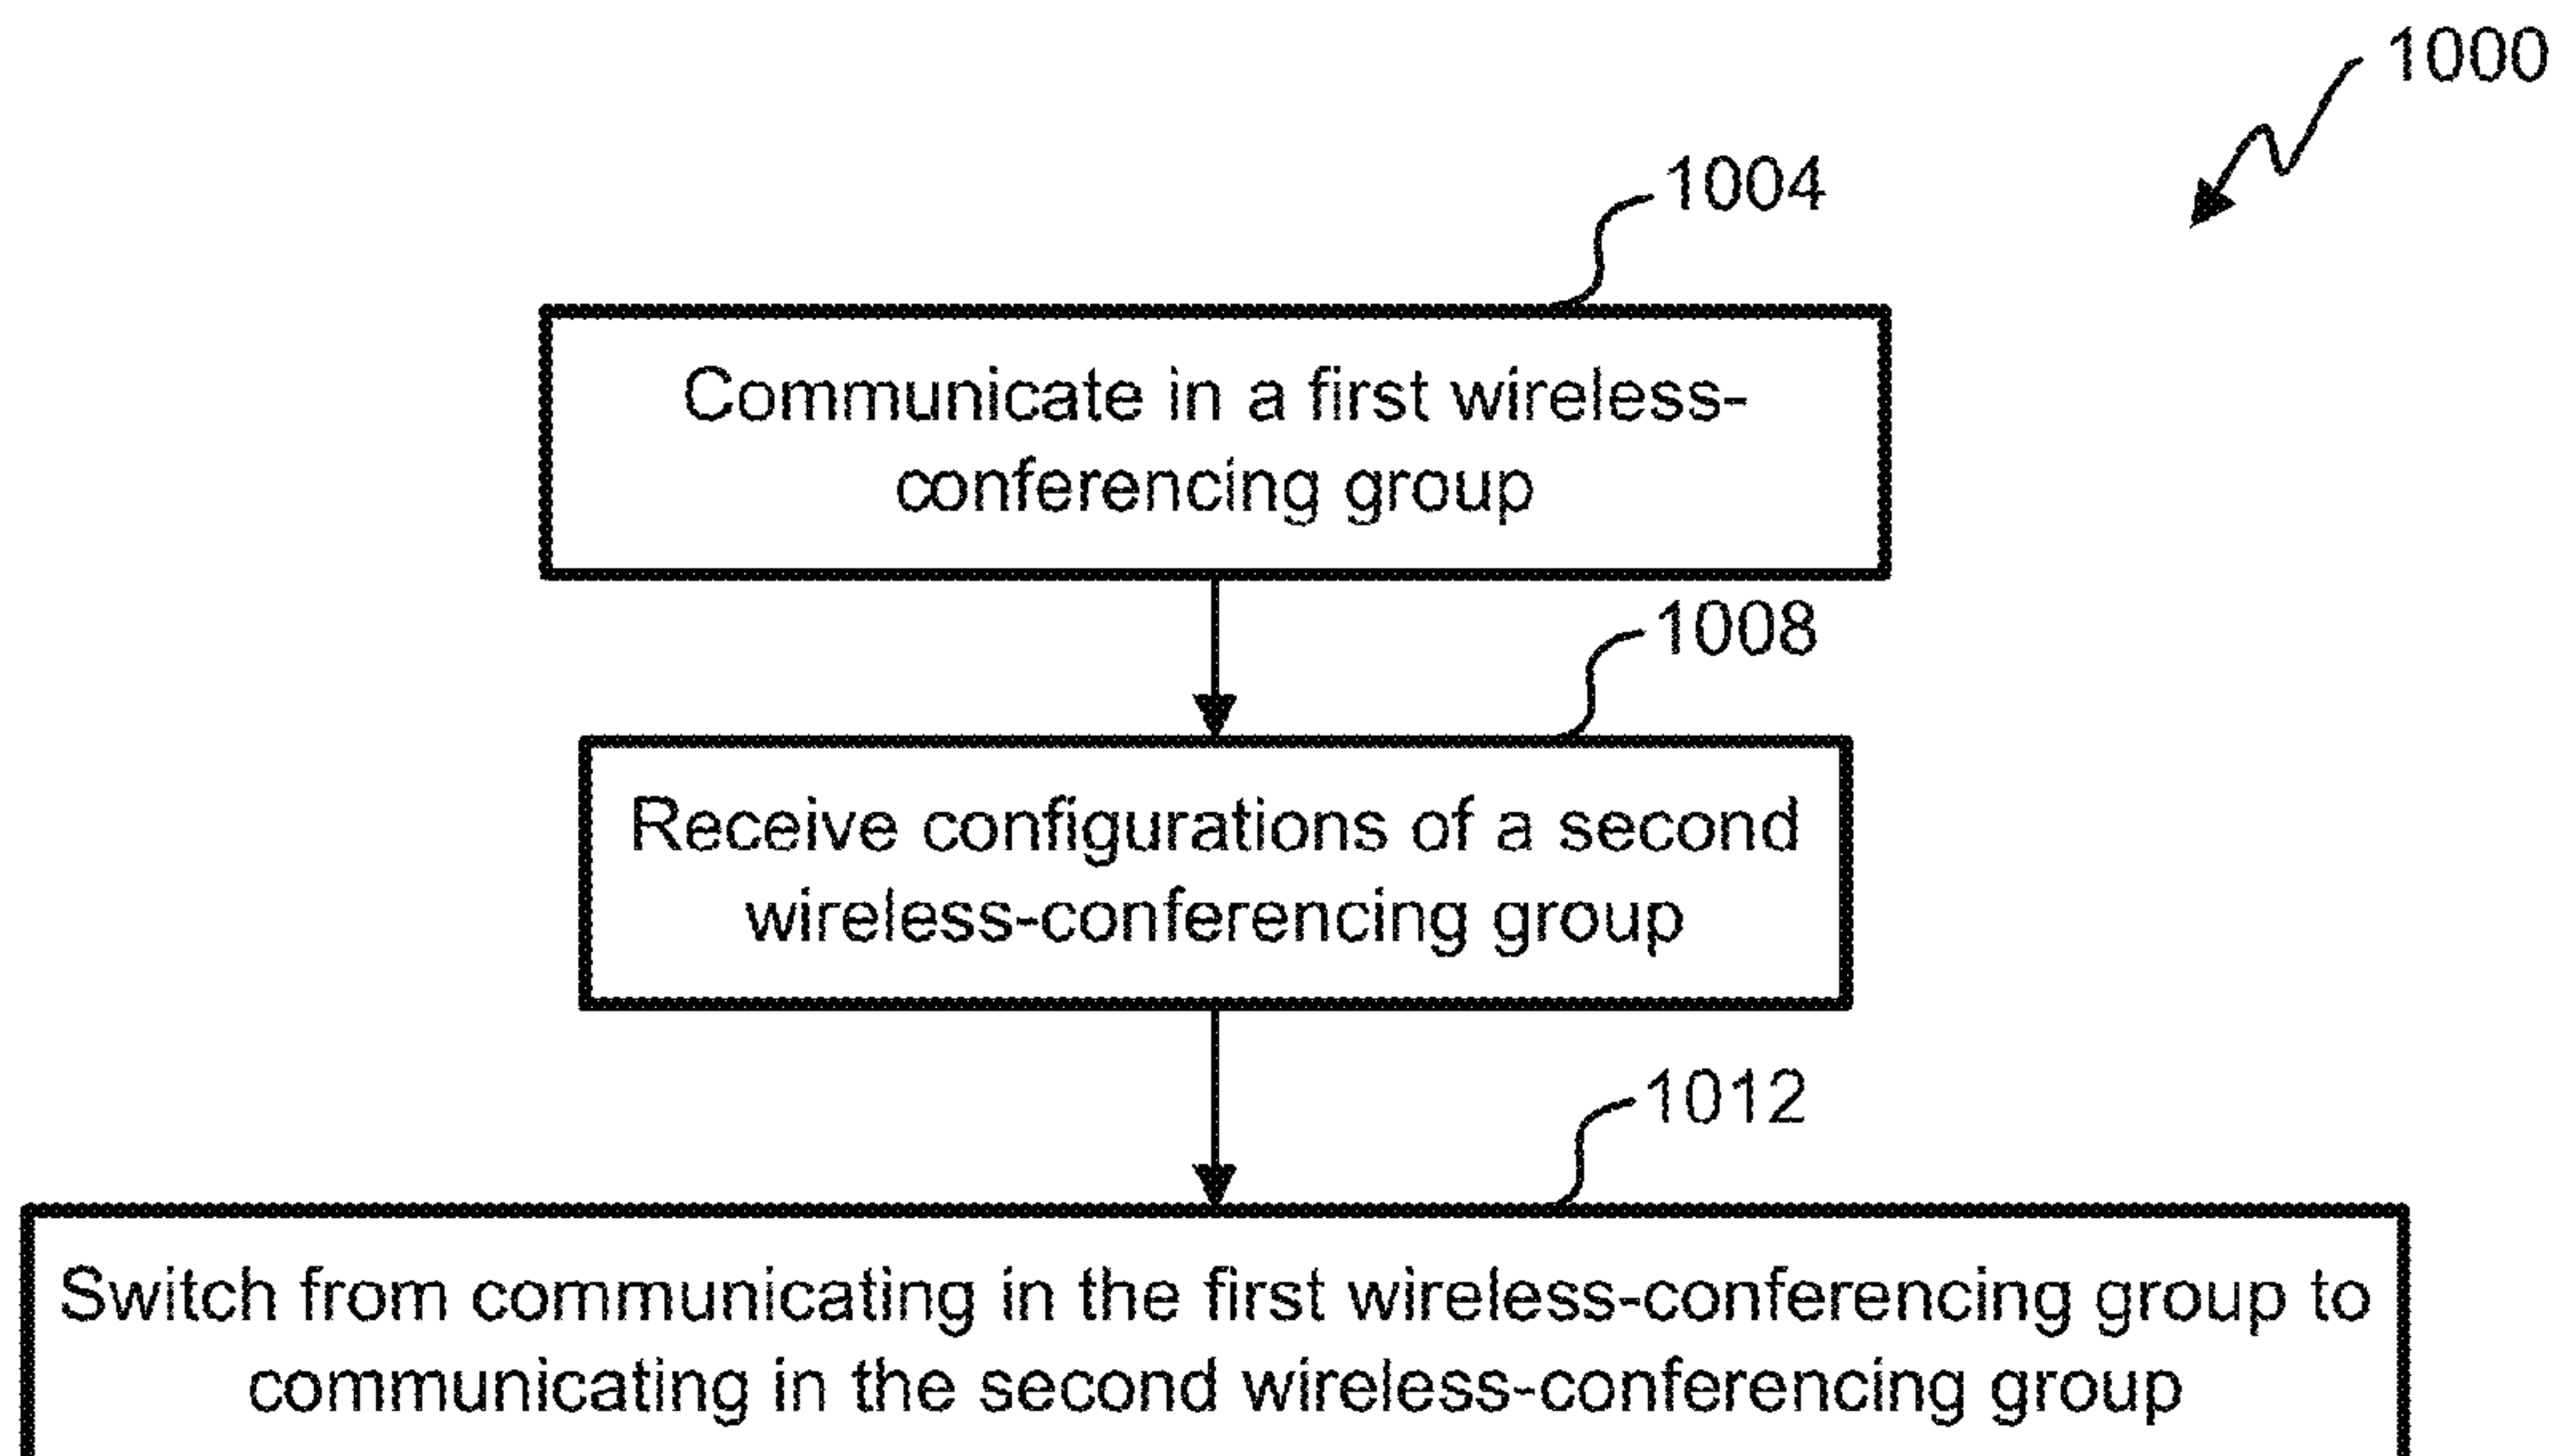 1000
1004
Communicate in a first wireless-
conferencing group
1008
Receive configurations of a second
wireless-conferencing group
1012
Switch from communicating in the first wireless-conferencing group to
communicating in the second wireless-conferencing group